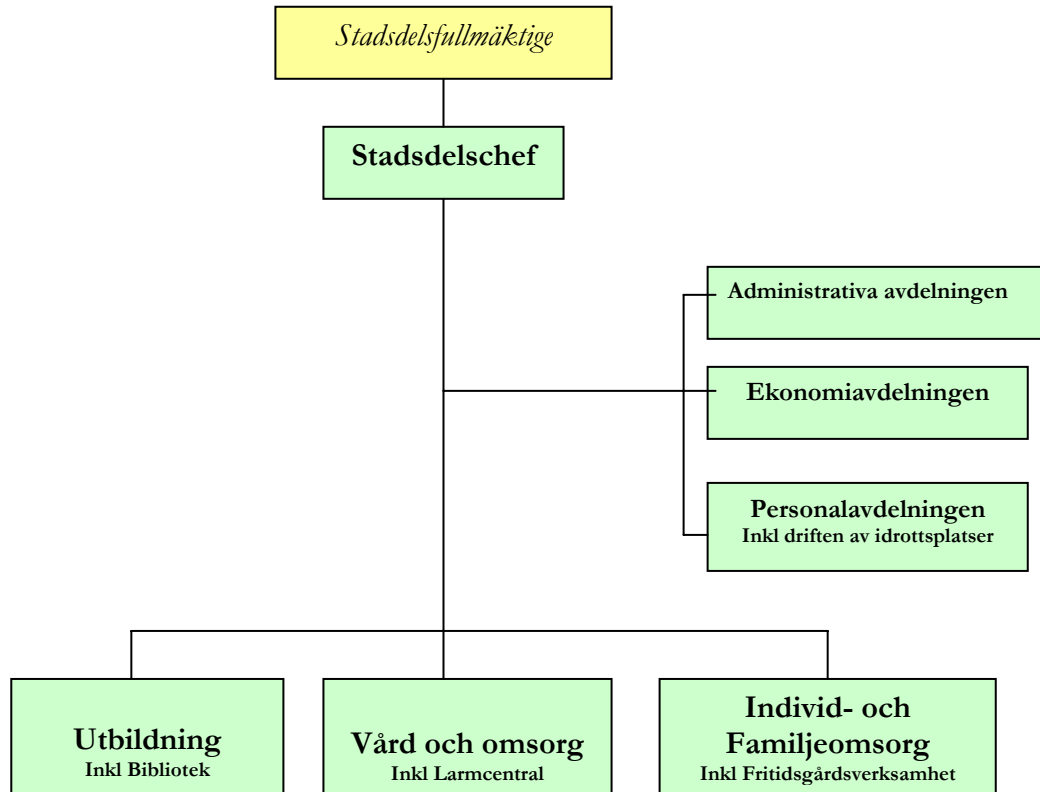 Stadsdelsfullmäktige
Stadsdelschef
Administrativa avdelningen
Ekonomiavdelningen
Personalavdelningen
Inkl driften av idrottsplatser
Utbildning
Inkl Bibliotek
Vård och omsorg
Inkl Larmcentral
Individ- och
Familjeomsorg
Inkl Fritidsgårdsverksamhet